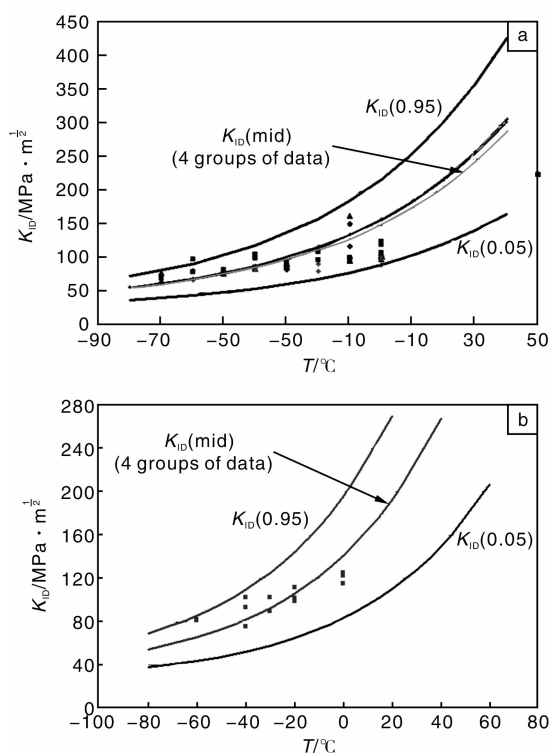 a
450
400
350
300
250
200
150
100
50
0
K_ID/MPa · m^1/2
K_ID(0.95)
K_ID(mid)
(4 groups of data)
K_ID(0.05)
−90 −70 −50 −50 −10 −10 30 50
T/℃
b
280
240
200
160
120
80
40
0
K_ID/MPa · m^1/2
K_ID(mid)
(4 groups of data)
K_ID(0.95)
K_ID(0.05)
−100 −80 −60 −40 −20 0 20 40 60 80
T/℃